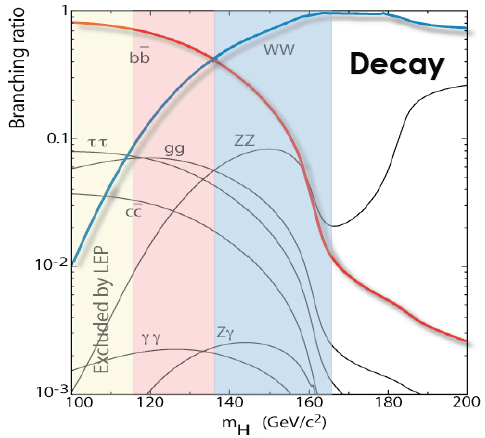 Branching ratio
1
0.1
10-2
10-3
bb̄
WW
Decay
ττ
gg
ZZ
cc̄
Excluded by LEP
γγ
Zγ
100
120
140
160
180
200
mH (GeV/c2)